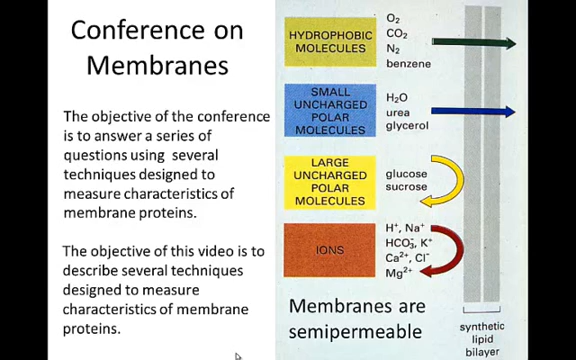 Conference on
Membranes
The objective of the conference
is to answer a series of
questions using several
techniques designed to
measure characteristics of
membrane proteins.
The objective of this video is to
describe several techniques
designed to measure
characteristics of membrane
proteins.
HYDROPHOBIC
MOLECULES
O2
CO2
N2
benzene
SMALL
UNCHARGED
POLAR
MOLECULES
H2O
urea
glycerol
LARGE
UNCHARGED
POLAR
MOLECULES
glucose
sucrose
IONS
H⁺, Na⁺
HCO₃⁻, K⁺
Ca²⁺, Cl⁻
Mg²⁺
Membranes are
semipermeable
synthetic
lipid
bilayer